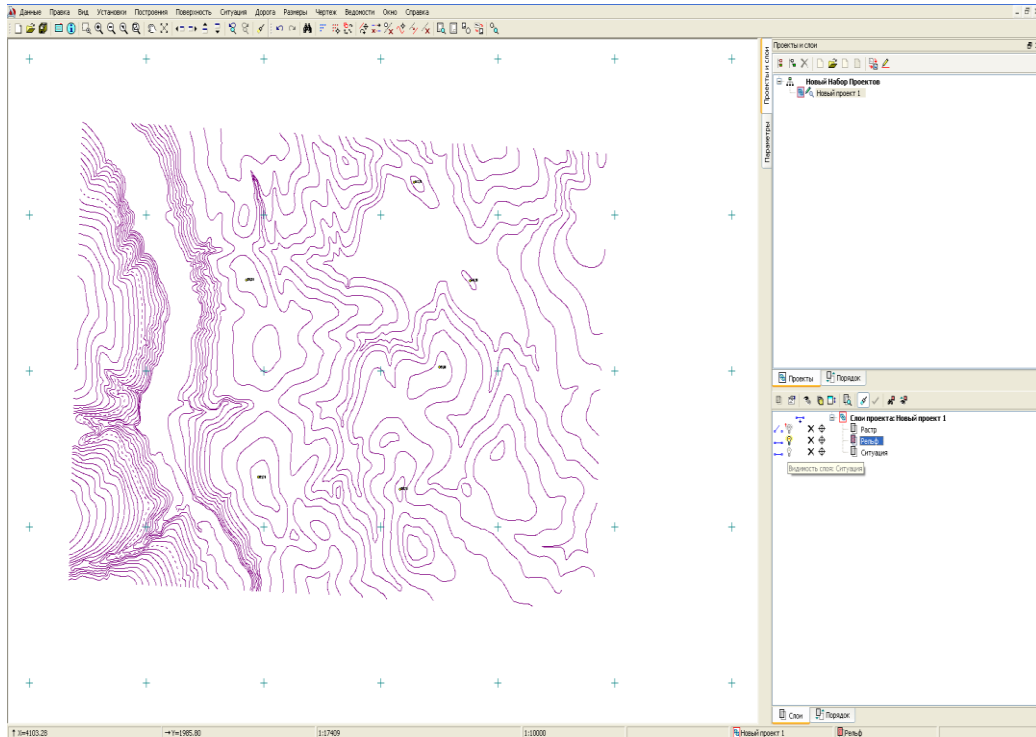 Данные Правка Вид Установки Построения Поверхность Ситуация Дорога Размеры Чертеж Ведомости Окно Справка
Проекты и слои
Проекты и слои
Параметры
Новый Набор Проектов
Новый проект 1
Проекты Порядок
Слои проекта: Новый проект 1
Растр
Рельеф
Ситуация
Видимость слоя: Ситуация
Слои Порядок
X=4103.28 Y=1985.80 1:17409 1:10000 Новый проект 1 Рельеф